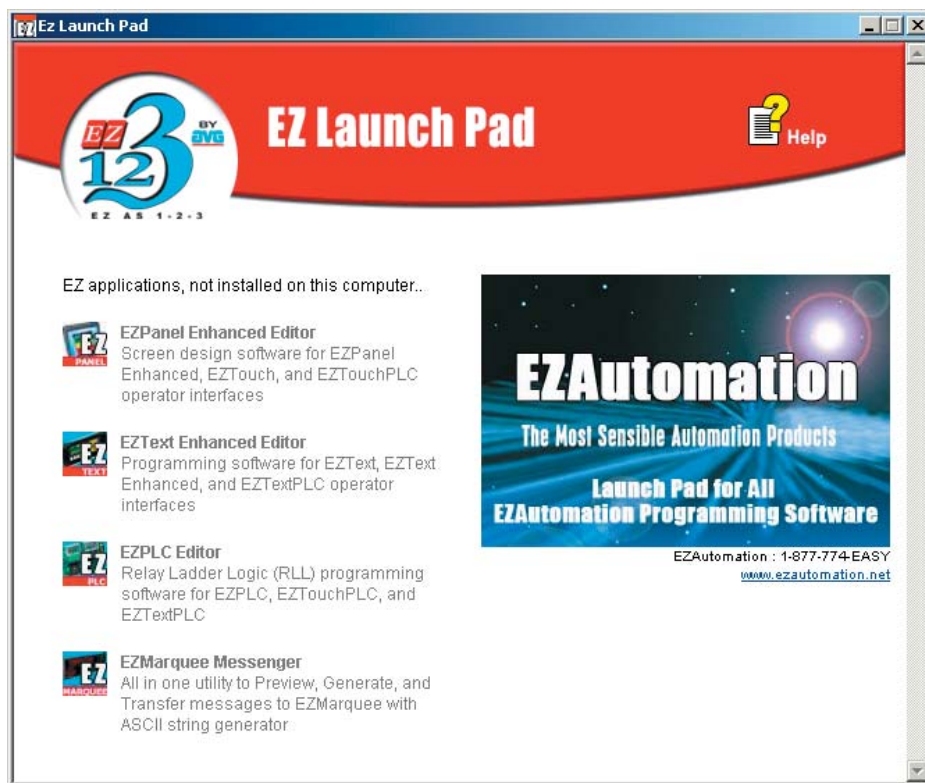 Ez Launch Pad
EZ
123
BY
AVG
EZ AS 1-2-3
EZ Launch Pad
Help
EZ applications, not installed on this computer..
EZ
PANEL
EZPanel Enhanced Editor
Screen design software for EZPanel
Enhanced, EZTouch, and EZTouchPLC
operator interfaces
EZ
TEXT
EZText Enhanced Editor
Programming software for EZText, EZText
Enhanced, and EZTextPLC operator
interfaces
EZ
PLC
EZPLC Editor
Relay Ladder Logic (RLL) programming
software for EZPLC, EZTouchPLC, and
EZTextPLC
EZ
MARQUEE
EZMarquee Messenger
All in one utility to Preview, Generate, and
Transfer messages to EZMarquee with
ASCII string generator
EZAutomation
The Most Sensible Automation Products
Launch Pad for All
EZAutomation Programming Software
EZAutomation : 1-877-774-EASY
www.ezautomation.net